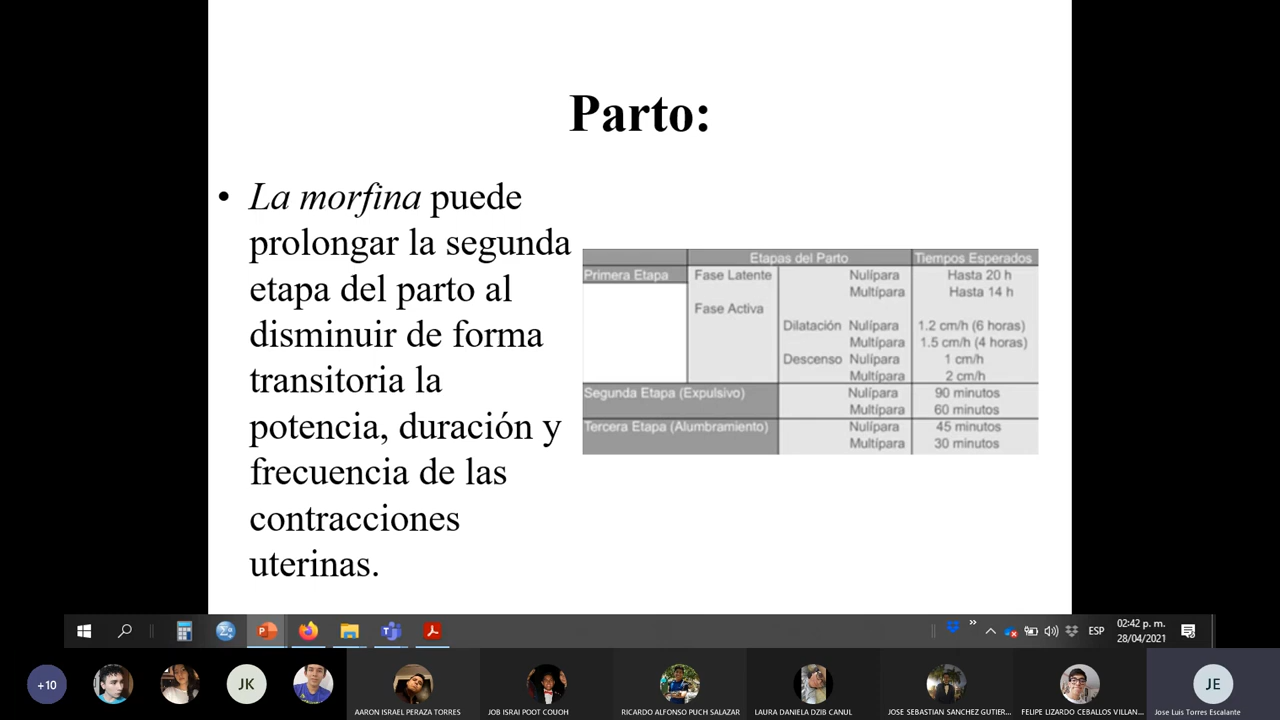 Parto:
• La morfina puede
prolongar la segunda
etapa del parto al
disminuir de forma
transitoria la
potencia, duración y
frecuencia de las
contracciones
uterinas.
Etapas del Parto Tiempos Esperados
Primera Etapa Fase Latente Nulípara Hasta 20 h
Multípara Hasta 14 h
Fase Activa
Dilatación Nulípara 1.2 cm/h (6 horas)
Multípara 1.5 cm/h (4 horas)
Descenso Nulípara 1 cm/h
Multípara 2 cm/h
Segunda Etapa (Expulsivo) Nulípara 90 minutos
Multípara 60 minutos
Tercera Etapa (Alumbramiento) Nulípara 45 minutos
Multípara 30 minutos
ESP
02:42 p. m.
28/04/2021
+10
JK
JE
AARON ISRAEL PERAZA TORRES
JOB ISRAI POOT COUOH
RICARDO ALFONSO PUCH SALAZAR
LAURA DANIELA DZIB CANUL
JOSE SEBASTIAN SANCHEZ GUTIER...
FELIPE LIZARDO CEBALLOS VILLAN...
Jose Luis Torres Escalante